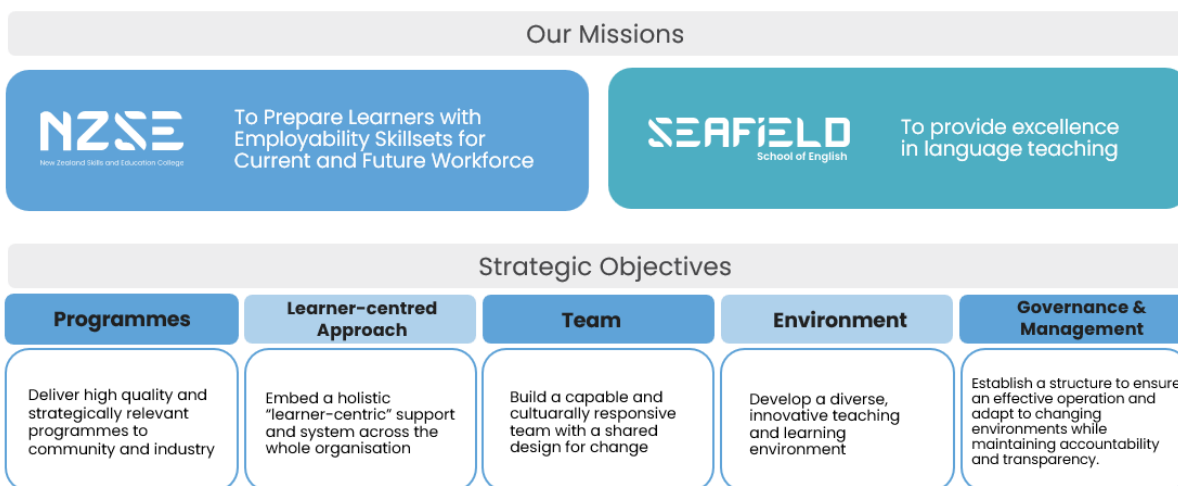 Our Missions
NZSE
New Zealand Skills and Education College
To Prepare Learners with
Employability Skillsets for
Current and Future Workforce
SEAFIELD
School of English
To provide excellence
in language teaching
Strategic Objectives
Programmes
Deliver high quality and
strategically relevant
programmes to
community and industry
Learner-centred
Approach
Embed a holistic
“learner-centric” support
and system across the
whole organisation
Team
Build a capable and
cultuarally responsive
team with a shared
design for change
Environment
Develop a diverse,
innovative teaching
and learning
environment
Governance &
Management
Establish a structure to ensure
an effective operation and
adapt to changing
environments while
maintaining accountability
and transparency.